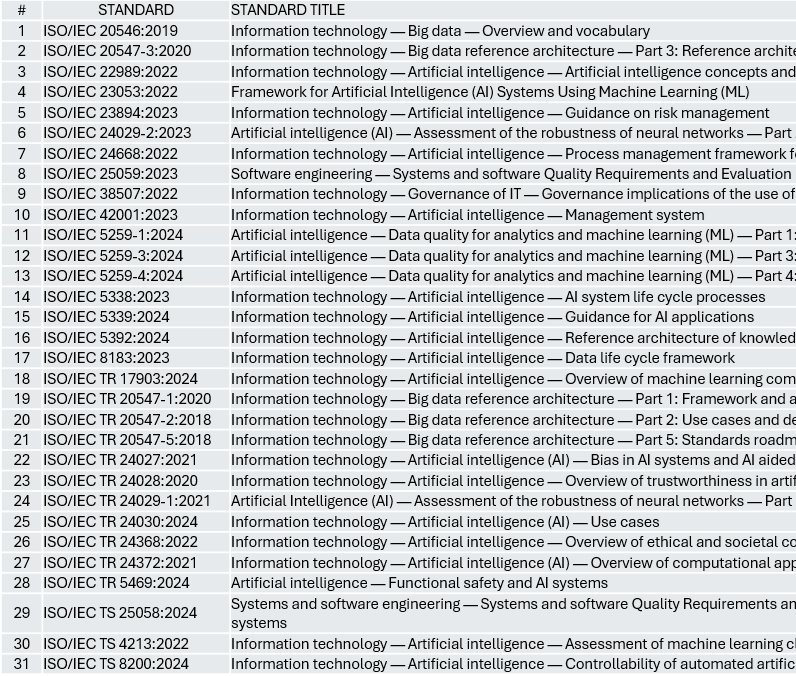 # STANDARD STANDARD TITLE
1 ISO/IEC 20546:2019 Information technology — Big data — Overview and vocabulary
2 ISO/IEC 20547-3:2020 Information technology — Big data reference architecture — Part 3: Reference archite
3 ISO/IEC 22989:2022 Information technology — Artificial intelligence — Artificial intelligence concepts and
4 ISO/IEC 23053:2022 Framework for Artificial Intelligence (AI) Systems Using Machine Learning (ML)
5 ISO/IEC 23894:2023 Information technology — Artificial intelligence — Guidance on risk management
6 ISO/IEC 24029-2:2023 Artificial intelligence (AI) — Assessment of the robustness of neural networks — Part
7 ISO/IEC 24668:2022 Information technology — Artificial intelligence — Process management framework f
8 ISO/IEC 25059:2023 Software engineering — Systems and software Quality Requirements and Evaluation
9 ISO/IEC 38507:2022 Information technology — Governance of IT — Governance implications of the use of
10 ISO/IEC 42001:2023 Information technology — Artificial intelligence — Management system
11 ISO/IEC 5259-1:2024 Artificial intelligence — Data quality for analytics and machine learning (ML) — Part 1:
12 ISO/IEC 5259-3:2024 Artificial intelligence — Data quality for analytics and machine learning (ML) — Part 3:
13 ISO/IEC 5259-4:2024 Artificial intelligence — Data quality for analytics and machine learning (ML) — Part 4:
14 ISO/IEC 5338:2023 Information technology — Artificial intelligence — AI system life cycle processes
15 ISO/IEC 5339:2024 Information technology — Artificial intelligence — Guidance for AI applications
16 ISO/IEC 5392:2024 Information technology — Artificial intelligence — Reference architecture of knowled
17 ISO/IEC 8183:2023 Information technology — Artificial intelligence — Data life cycle framework
18 ISO/IEC TR 17903:2024 Information technology — Artificial intelligence — Overview of machine learning com
19 ISO/IEC TR 20547-1:2020 Information technology — Big data reference architecture — Part 1: Framework and a
20 ISO/IEC TR 20547-2:2018 Information technology — Big data reference architecture — Part 2: Use cases and de
21 ISO/IEC TR 20547-5:2018 Information technology — Big data reference architecture — Part 5: Standards roadm
22 ISO/IEC TR 24027:2021 Information technology — Artificial intelligence (AI) — Bias in AI systems and AI aided
23 ISO/IEC TR 24028:2020 Information technology — Artificial intelligence — Overview of trustworthiness in artif
24 ISO/IEC TR 24029-1:2021 Artificial Intelligence (AI) — Assessment of the robustness of neural networks — Part
25 ISO/IEC TR 24030:2024 Information technology — Artificial intelligence (AI) — Use cases
26 ISO/IEC TR 24368:2022 Information technology — Artificial intelligence — Overview of ethical and societal co
27 ISO/IEC TR 24372:2021 Information technology — Artificial intelligence (AI) — Overview of computational app
28 ISO/IEC TR 5469:2024 Artificial intelligence — Functional safety and AI systems
29 ISO/IEC TS 25058:2024 Systems and software engineering — Systems and software Quality Requirements an
systems
30 ISO/IEC TS 4213:2022 Information technology — Artificial intelligence — Assessment of machine learning c
31 ISO/IEC TS 8200:2024 Information technology — Artificial intelligence — Controllability of automated artific